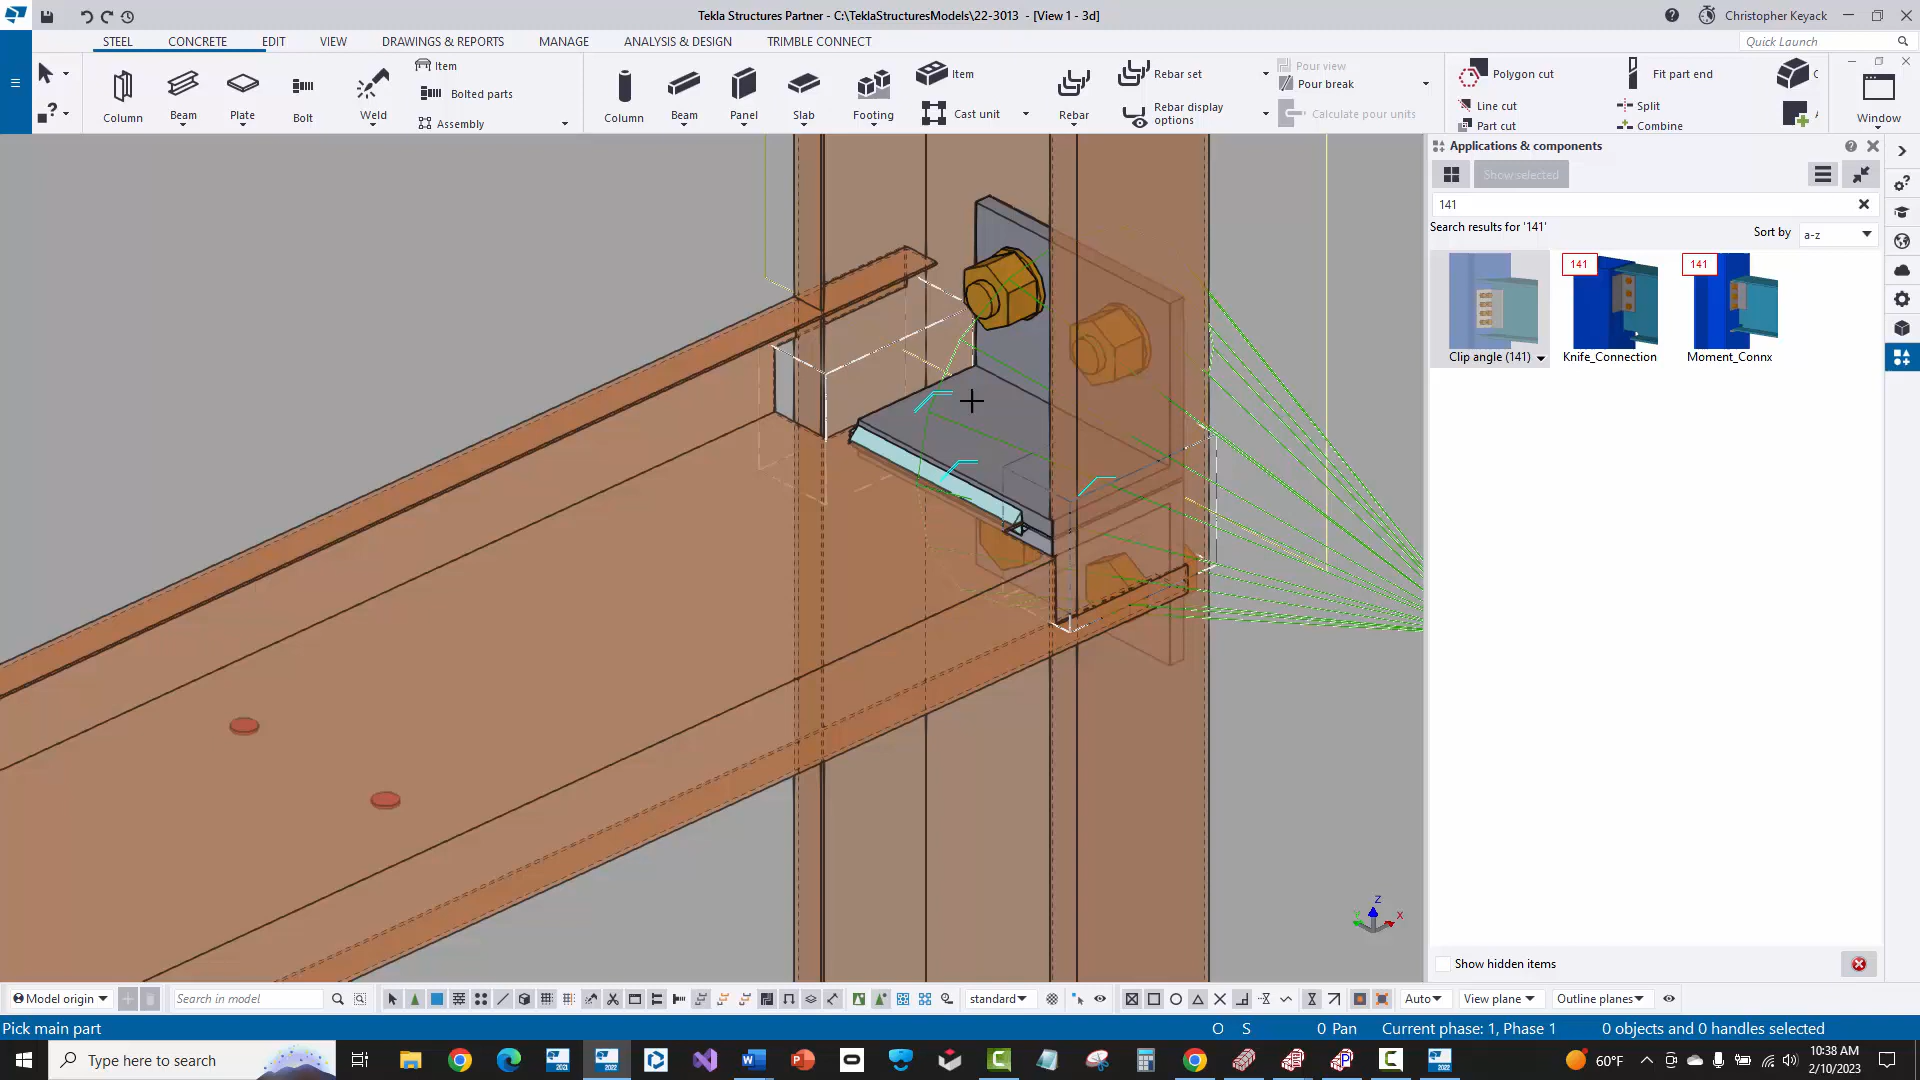 Tekla Structures Partner - C:\TeklaStructuresModels\22-3013 - [View 1 - 3d]
Christopher Keyack
STEEL CONCRETE EDIT VIEW DRAWINGS & REPORTS MANAGE ANALYSIS & DESIGN TRIMBLE CONNECT
Quick Launch
Column
Beam
Plate
Bolt
Weld
Item
Bolted parts
Assembly
Column
Beam
Panel
Slab
Footing
Item
Cast unit
Rebar
Rebar set
Rebar display
options
Pour view
Pour break
Calculate pour units
Polygon cut
Line cut
Part cut
Fit part end
Split
Combine
Window
Applications & components
Show selected
141
Search results for '141'
Sort by
a-z
141
141
Clip angle (141)
Knife_Connection
Moment_Connx
Z
Y
X
Show hidden items
Model origin
Search in model
standard
Auto
View plane
Outline planes
Pick main part
O S 0 Pan Current phase: 1, Phase 1 0 objects and 0 handles selected
Type here to search
2021
2022
2022
60°F
10:38 AM
2/10/2023